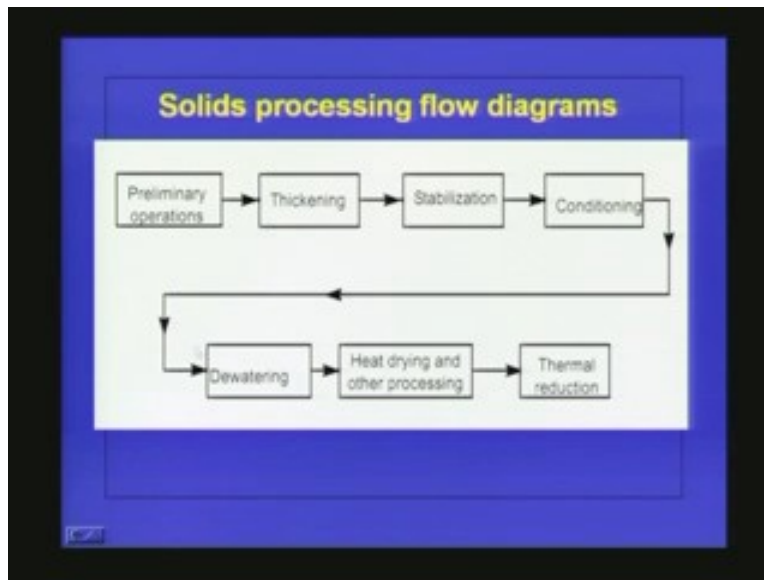 Solids processing flow diagrams
Preliminary
operations
Thickening
Stabilization
Conditioning
Dewatering
Heat drying and
other processing
Thermal
reduction